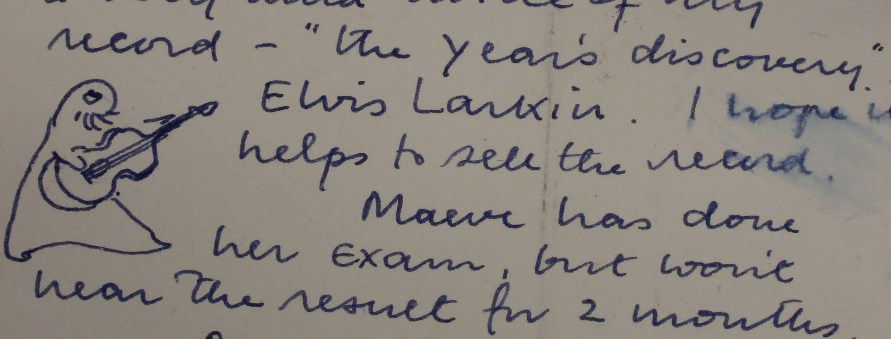 record – "the year's discovery".
Elvis Larkin. I hope i
helps to sell the record.
Maeve has done
her exam, but won't
hear the result for 2 months.